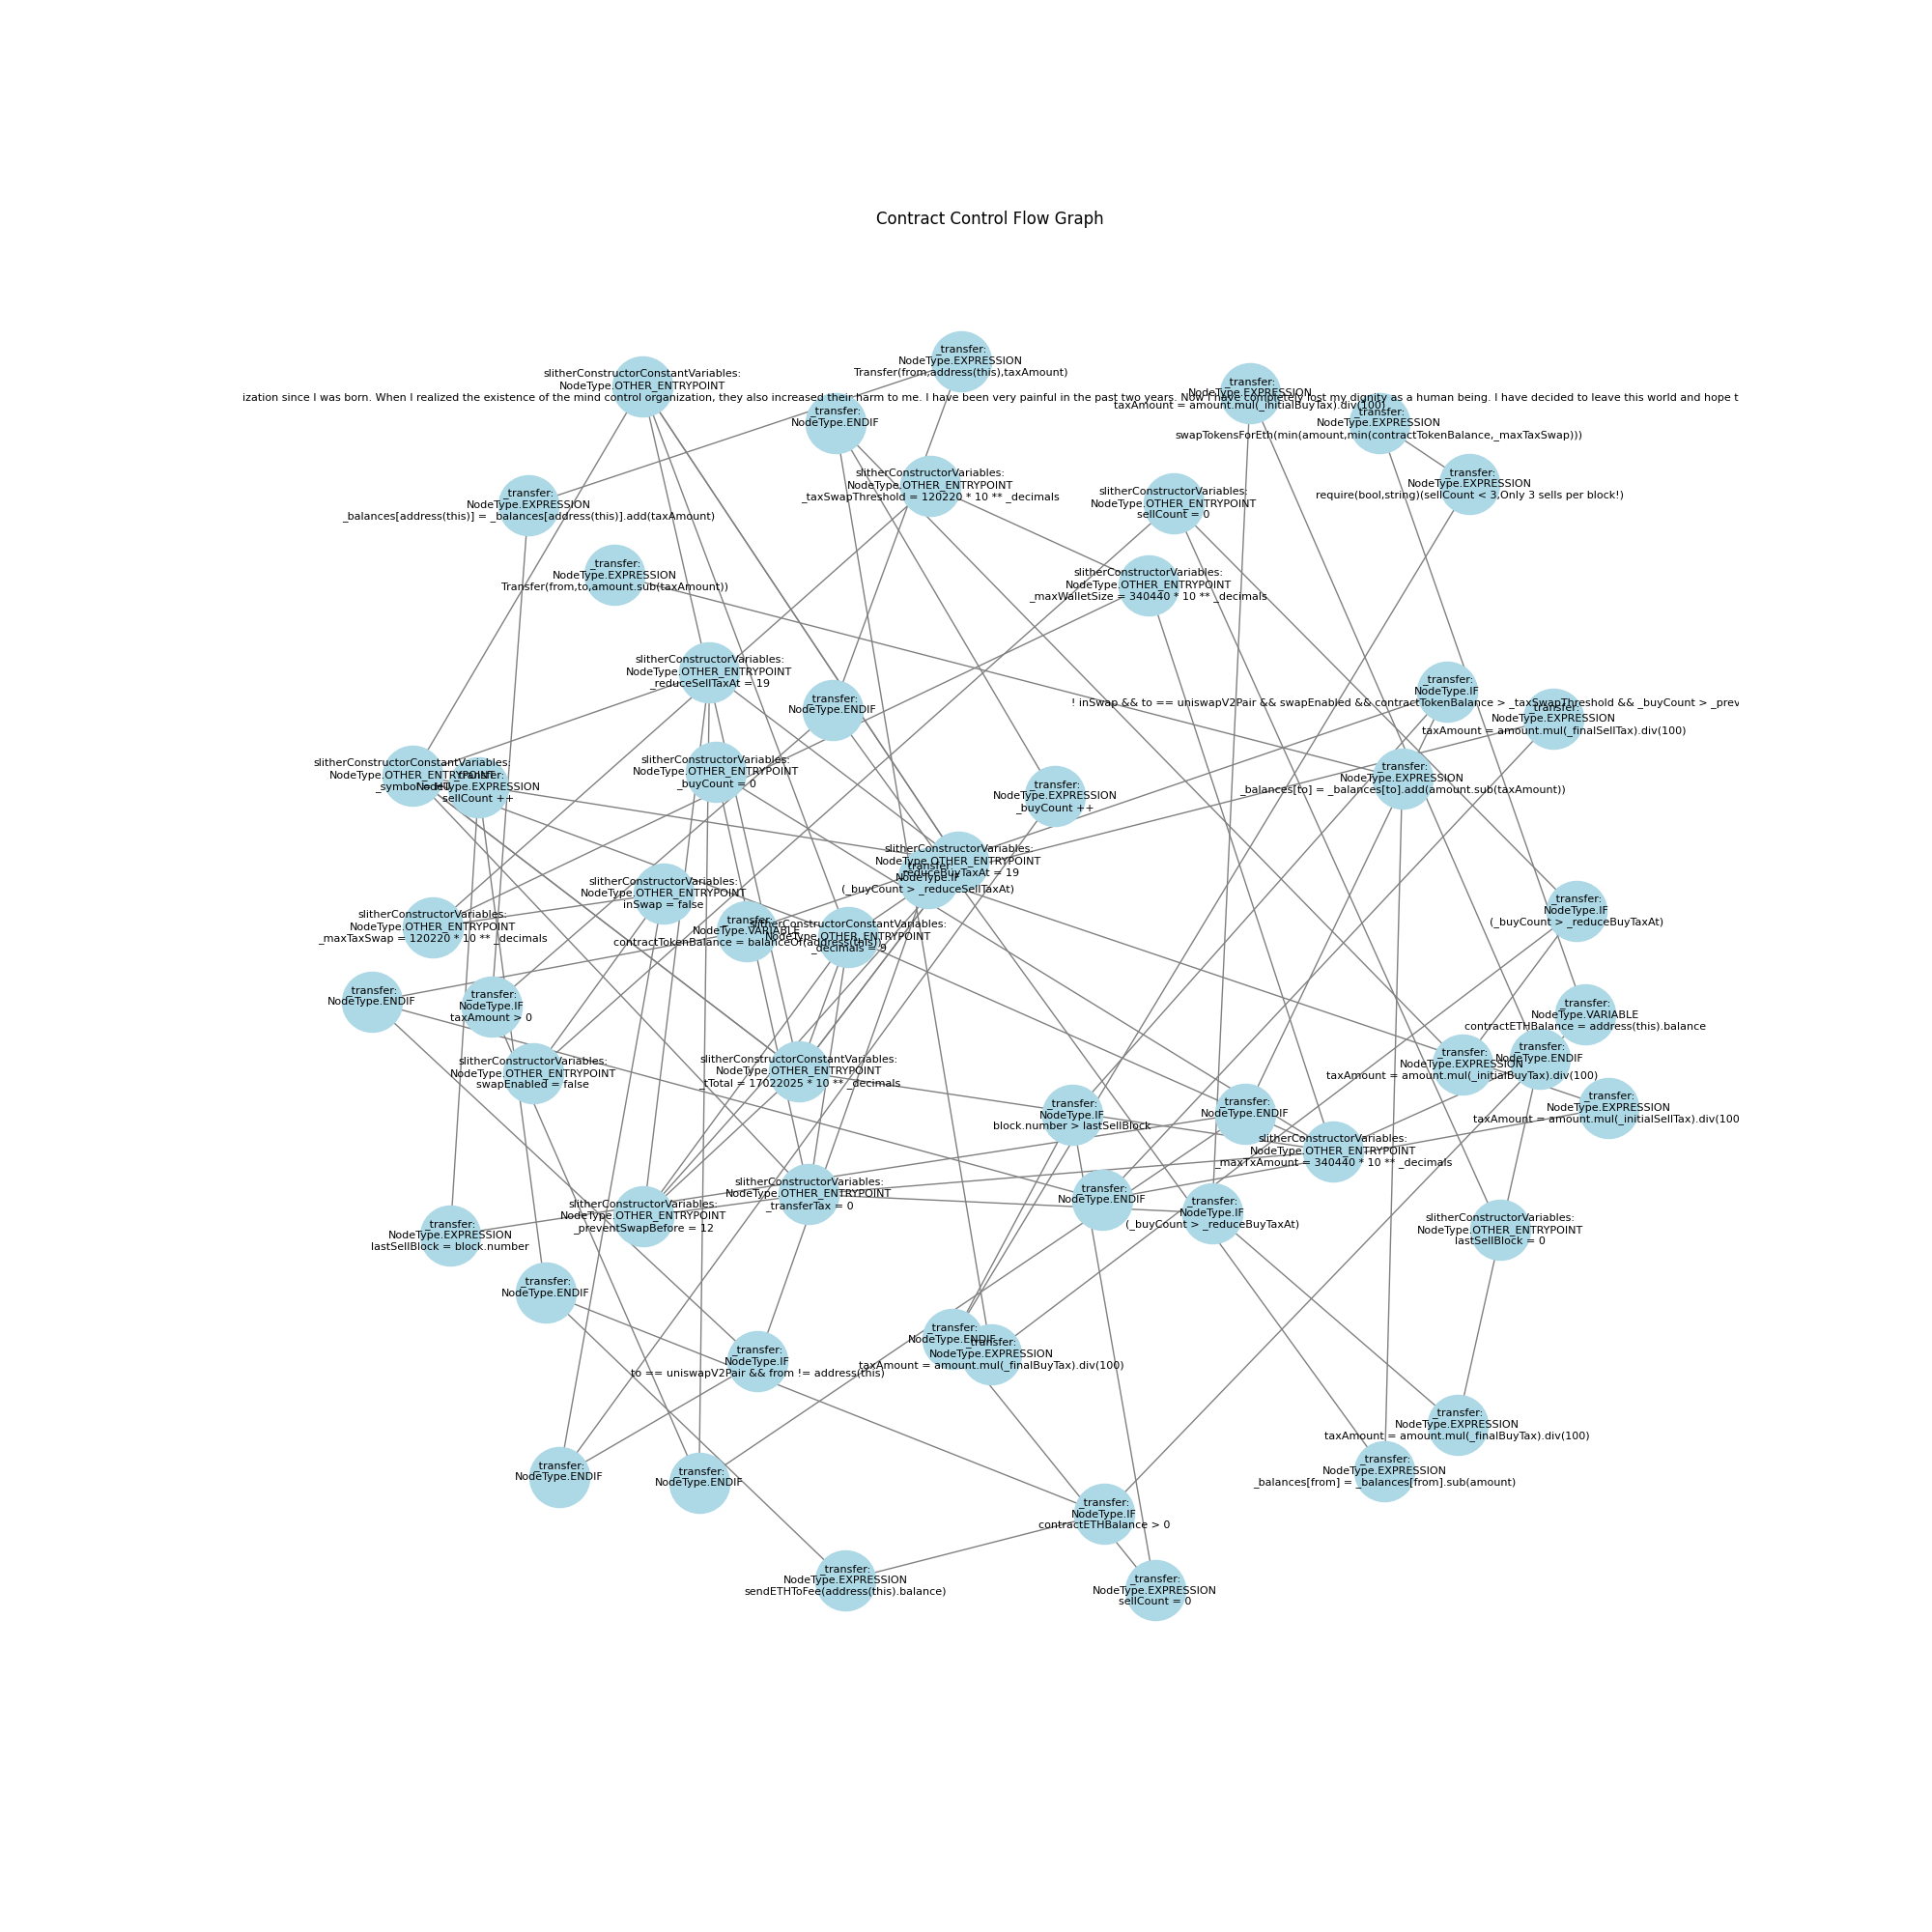 Contract Control Flow Graph
_transfer:
NodeType.EXPRESSION
Transfer(from,address(this),taxAmount)
slitherConstructorConstantVariables:
NodeType.OTHER_ENTRYPOINT
ization since I was born. When I realized the existence of the mind control organization, they also increased their harm to me. I have been very painful in the past two years. Now I have completely lost my dignity as a human being. I have decided to leave this world and hope t
_transfer:
NodeType.EXPRESSION
taxAmount = amount.mul(_initialBuyTax).div(100)
_transfer:
NodeType.ENDIF
_transfer:
NodeType.EXPRESSION
swapTokensForEth(min(amount,min(contractTokenBalance,_maxTaxSwap)))
slitherConstructorVariables:
NodeType.OTHER_ENTRYPOINT
_taxSwapThreshold = 120220 * 10 ** _decimals
_transfer:
NodeType.EXPRESSION
require(bool,string)(sellCount < 3,Only 3 sells per block!)
_transfer:
NodeType.EXPRESSION
_balances[address(this)] = _balances[address(this)].add(taxAmount)
slitherConstructorVariables:
NodeType.OTHER_ENTRYPOINT
sellCount = 0
_transfer:
NodeType.EXPRESSION
Transfer(from,to,amount.sub(taxAmount))
slitherConstructorVariables:
NodeType.OTHER_ENTRYPOINT
_maxWalletSize = 340440 * 10 ** _decimals
slitherConstructorVariables:
NodeType.OTHER_ENTRYPOINT
_reduceSellTaxAt = 19
_transfer:
NodeType.IF
! inSwap && to == uniswapV2Pair && swapEnabled && contractTokenBalance > _taxSwapThreshold && _buyCount > _prev
_transfer:
NodeType.ENDIF
_transfer:
NodeType.EXPRESSION
taxAmount = amount.mul(_finalSellTax).div(100)
slitherConstructorConstantVariables:
NodeType.OTHER_ENTRYPOINT
_symbol =
_transfer:
NodeType.EXPRESSION
sellCount ++
slitherConstructorVariables:
NodeType.OTHER_ENTRYPOINT
_buyCount = 0
_transfer:
NodeType.EXPRESSION
_balances[to] = _balances[to].add(amount.sub(taxAmount))
_transfer:
NodeType.EXPRESSION
_buyCount ++
slitherConstructorVariables:
NodeType.OTHER_ENTRYPOINT
_reduceBuyTaxAt = 19
_transfer:
NodeType.IF
(_buyCount > _reduceSellTaxAt)
slitherConstructorVariables:
NodeType.OTHER_ENTRYPOINT
inSwap = false
_transfer:
NodeType.IF
(_buyCount > _reduceBuyTaxAt)
slitherConstructorVariables:
NodeType.OTHER_ENTRYPOINT
_maxTaxSwap = 120220 * 10 ** _decimals
_transfer:
NodeType.VARIABLE
contractTokenBalance = balanceOf(address(this))
slitherConstructorConstantVariables:
NodeType.OTHER_ENTRYPOINT
_decimals = 9
_transfer:
NodeType.ENDIF
_transfer:
NodeType.IF
taxAmount > 0
_transfer:
NodeType.VARIABLE
contractETHBalance = address(this).balance
_transfer:
NodeType.ENDIF
slitherConstructorVariables:
NodeType.OTHER_ENTRYPOINT
swapEnabled = false
slitherConstructorConstantVariables:
NodeType.OTHER_ENTRYPOINT
_tTotal = 17022025 * 10 ** _decimals
_transfer:
NodeType.EXPRESSION
taxAmount = amount.mul(_initialBuyTax).div(100)
_transfer:
NodeType.EXPRESSION
taxAmount = amount.mul(_initialSellTax).div(100
_transfer:
NodeType.IF
block.number > lastSellBlock
_transfer:
NodeType.ENDIF
slitherConstructorVariables:
NodeType.OTHER_ENTRYPOINT
_maxTxAmount = 340440 * 10 ** _decimals
slitherConstructorVariables:
NodeType.OTHER_ENTRYPOINT
_transferTax = 0
_transfer:
NodeType.ENDIF
_transfer:
NodeType.IF
(_buyCount > _reduceBuyTaxAt)
slitherConstructorVariables:
NodeType.OTHER_ENTRYPOINT
_preventSwapBefore = 12
slitherConstructorVariables:
NodeType.OTHER_ENTRYPOINT
lastSellBlock = 0
_transfer:
NodeType.EXPRESSION
lastSellBlock = block.number
_transfer:
NodeType.ENDIF
_transfer:
NodeType.ENDIF
_transfer:
NodeType.EXPRESSION
taxAmount = amount.mul(_finalBuyTax).div(100)
_transfer:
NodeType.IF
to == uniswapV2Pair && from != address(this)
_transfer:
NodeType.EXPRESSION
taxAmount = amount.mul(_finalBuyTax).div(100)
_transfer:
NodeType.EXPRESSION
_balances[from] = _balances[from].sub(amount)
_transfer:
NodeType.ENDIF
_transfer:
NodeType.ENDIF
_transfer:
NodeType.IF
contractETHBalance > 0
_transfer:
NodeType.EXPRESSION
sendETHToFee(address(this).balance)
_transfer:
NodeType.EXPRESSION
sellCount = 0